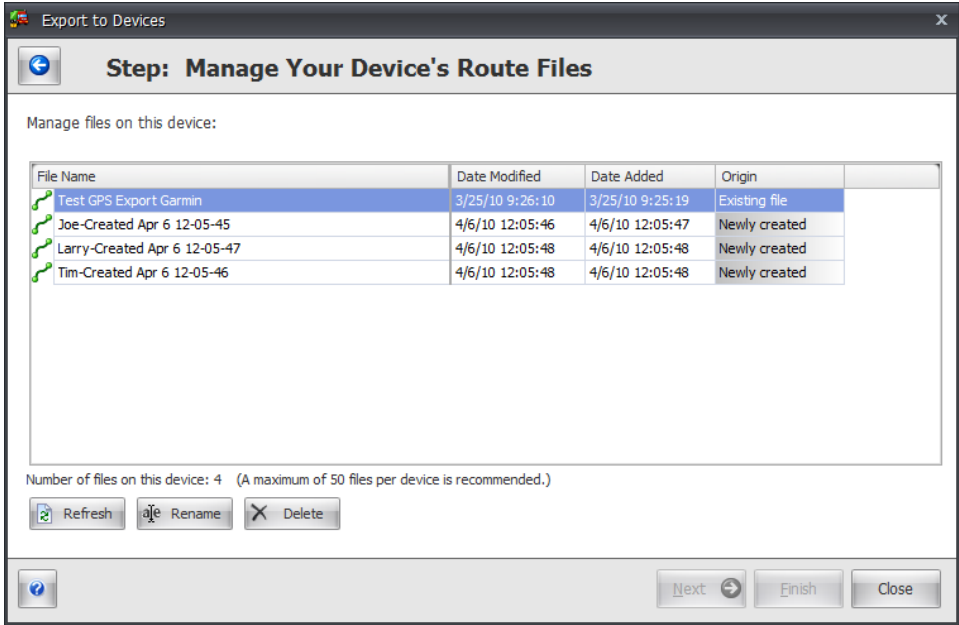 Export to Devices x
Step: Manage Your Device's Route Files
Manage files on this device:
File Name Date Modified Date Added Origin
Test GPS Export Garmin 3/25/10 9:26:10 3/25/10 9:25:19 Existing file
Joe-Created Apr 6 12-05-45 4/6/10 12:05:46 4/6/10 12:05:47 Newly created
Larry-Created Apr 6 12-05-47 4/6/10 12:05:48 4/6/10 12:05:48 Newly created
Tim-Created Apr 6 12-05-46 4/6/10 12:05:48 4/6/10 12:05:48 Newly created
Number of files on this device: 4 (A maximum of 50 files per device is recommended.)
Refresh a|e Rename Delete
? Next Finish Close